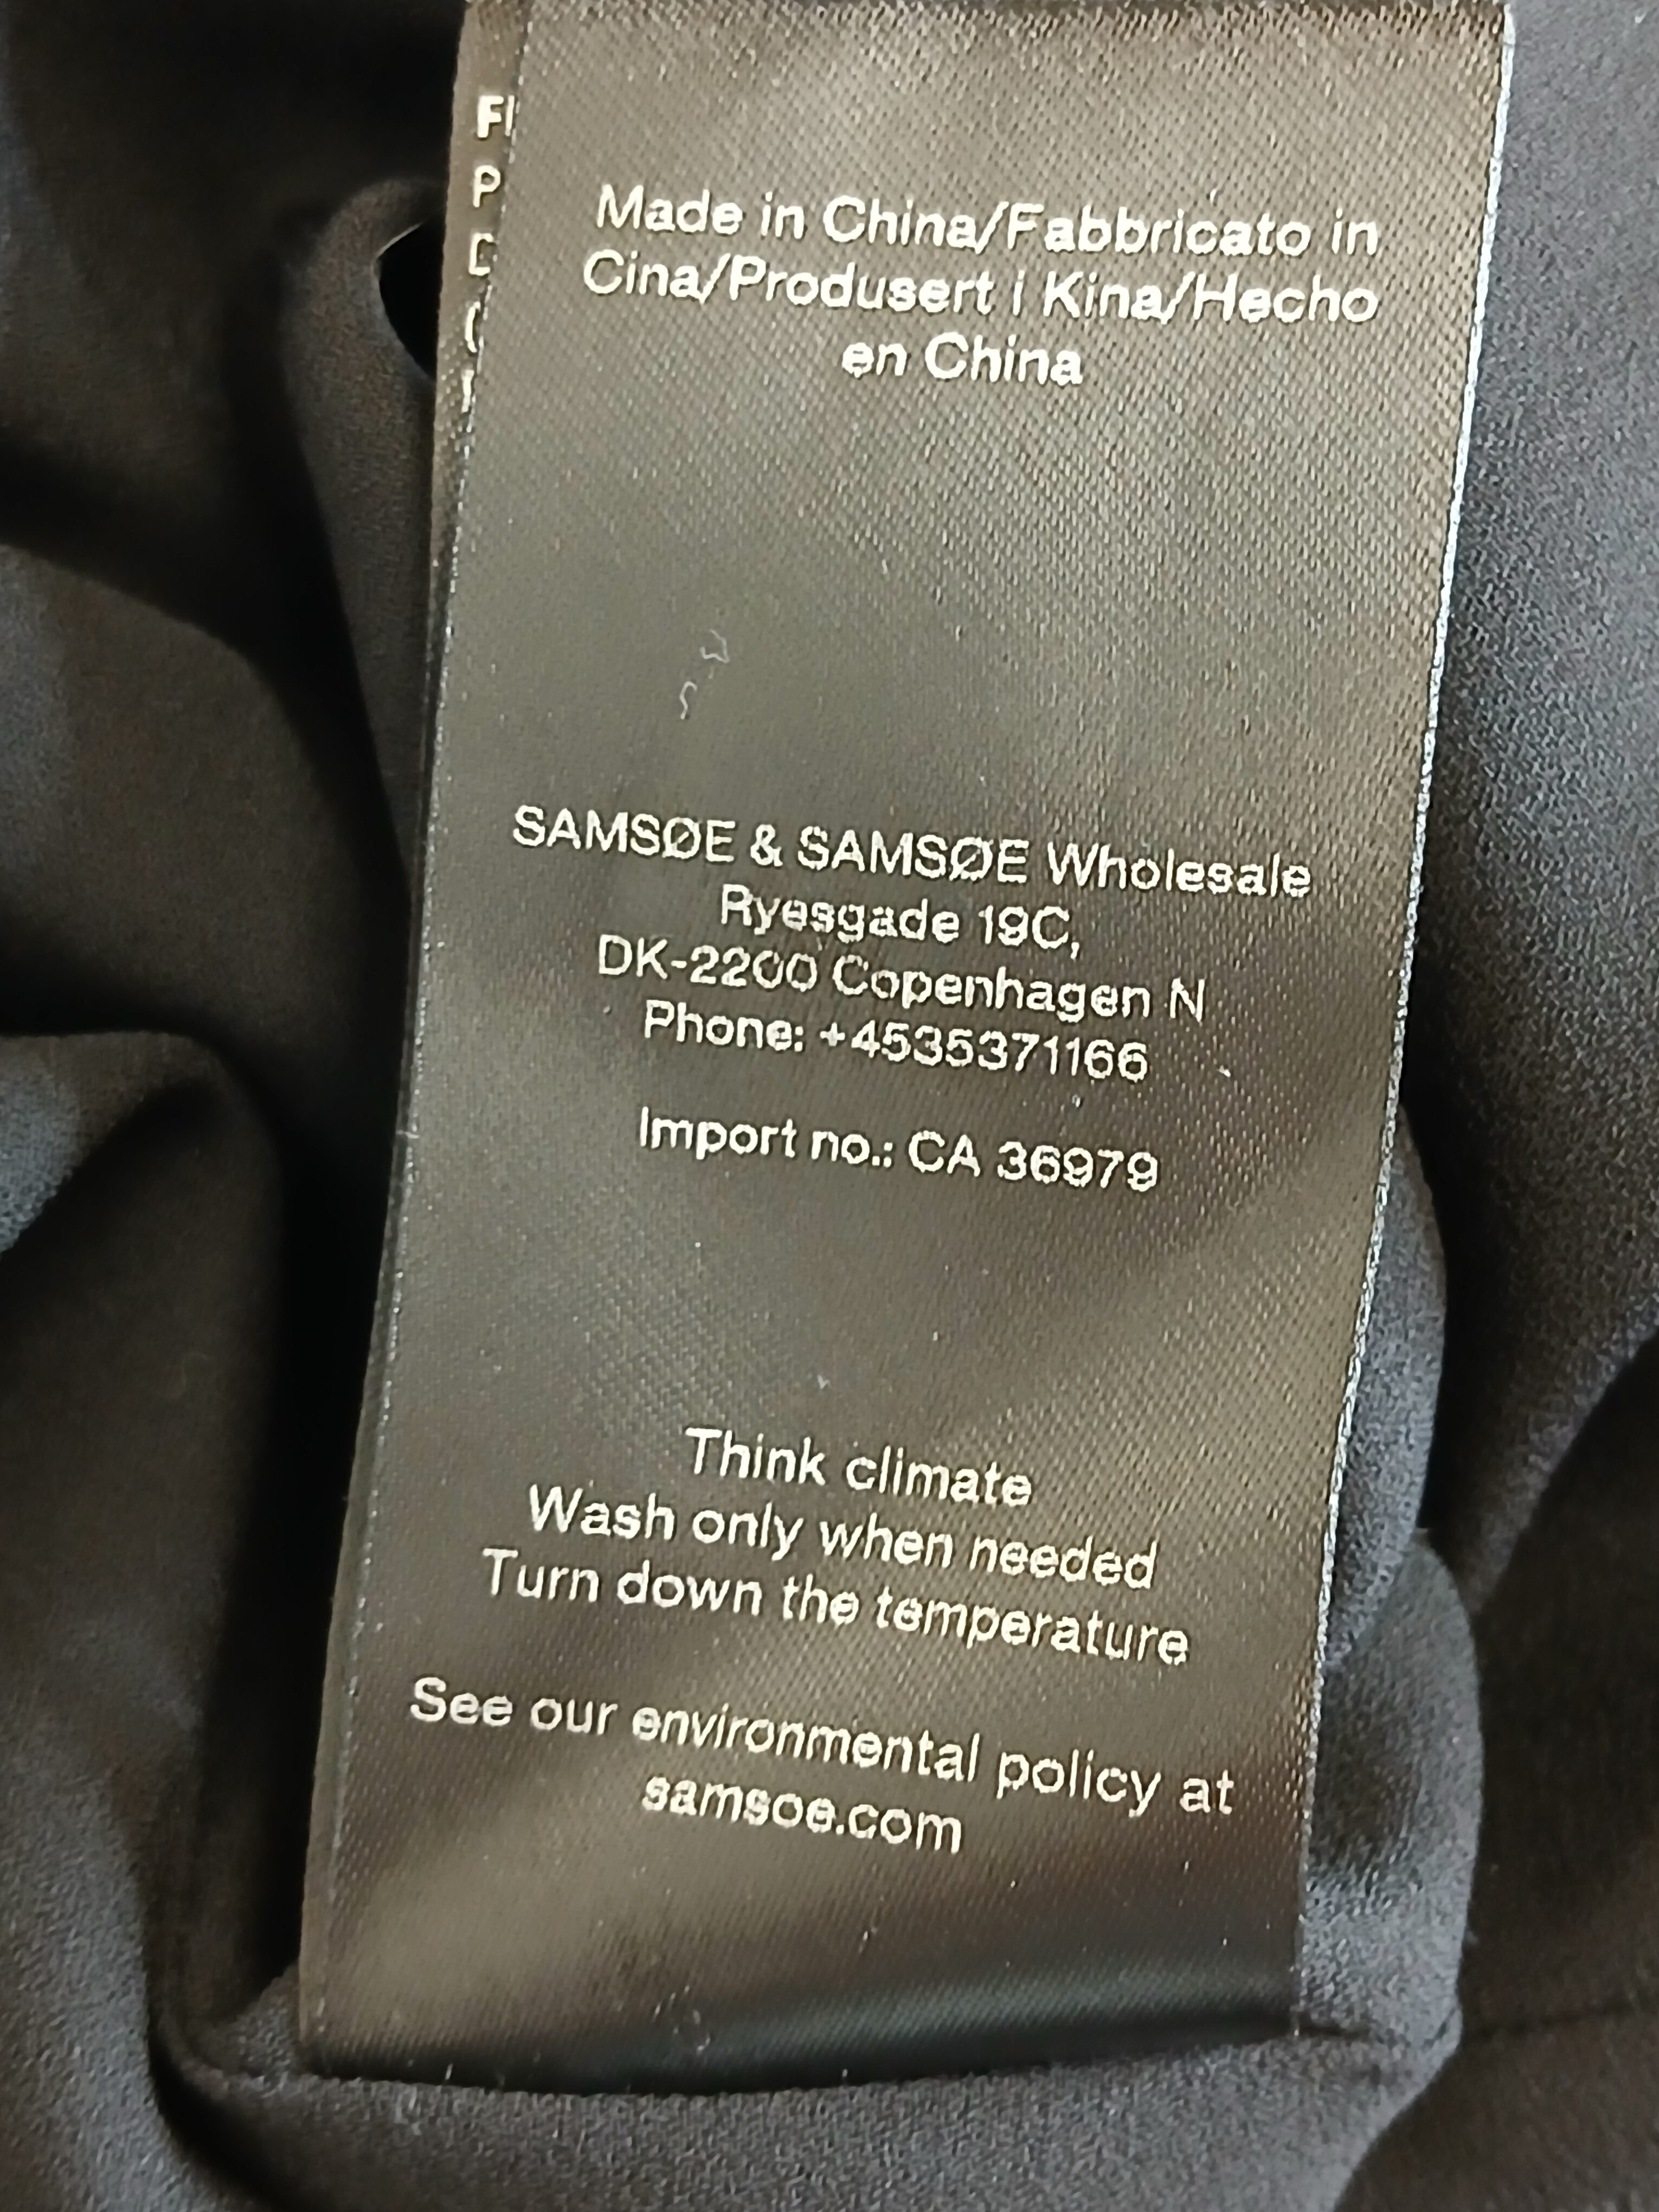 Made in China/Fabbricato in
Cina/Produsert i Kina/Hecho
en China
SAMSØE & SAMSØE Wholesale
Ryesgade 19C,
DK-2200 Copenhagen N
Phone: +4535371166
Import no.: CA 36979
Think climate
Wash only when needed
Turn down the temperature
See our environmental policy at
samsoe.com